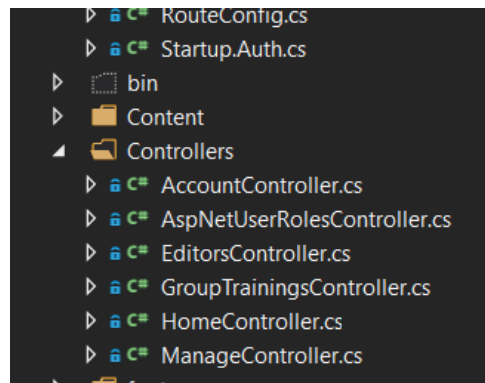 C# RouteConfig.cs
C# Startup.Auth.cs
bin
Content
Controllers
C# AccountController.cs
C# AspNetUserRolesController.cs
C# EditorsController.cs
C# GroupTrainingsController.cs
C# HomeController.cs
C# ManageController.cs